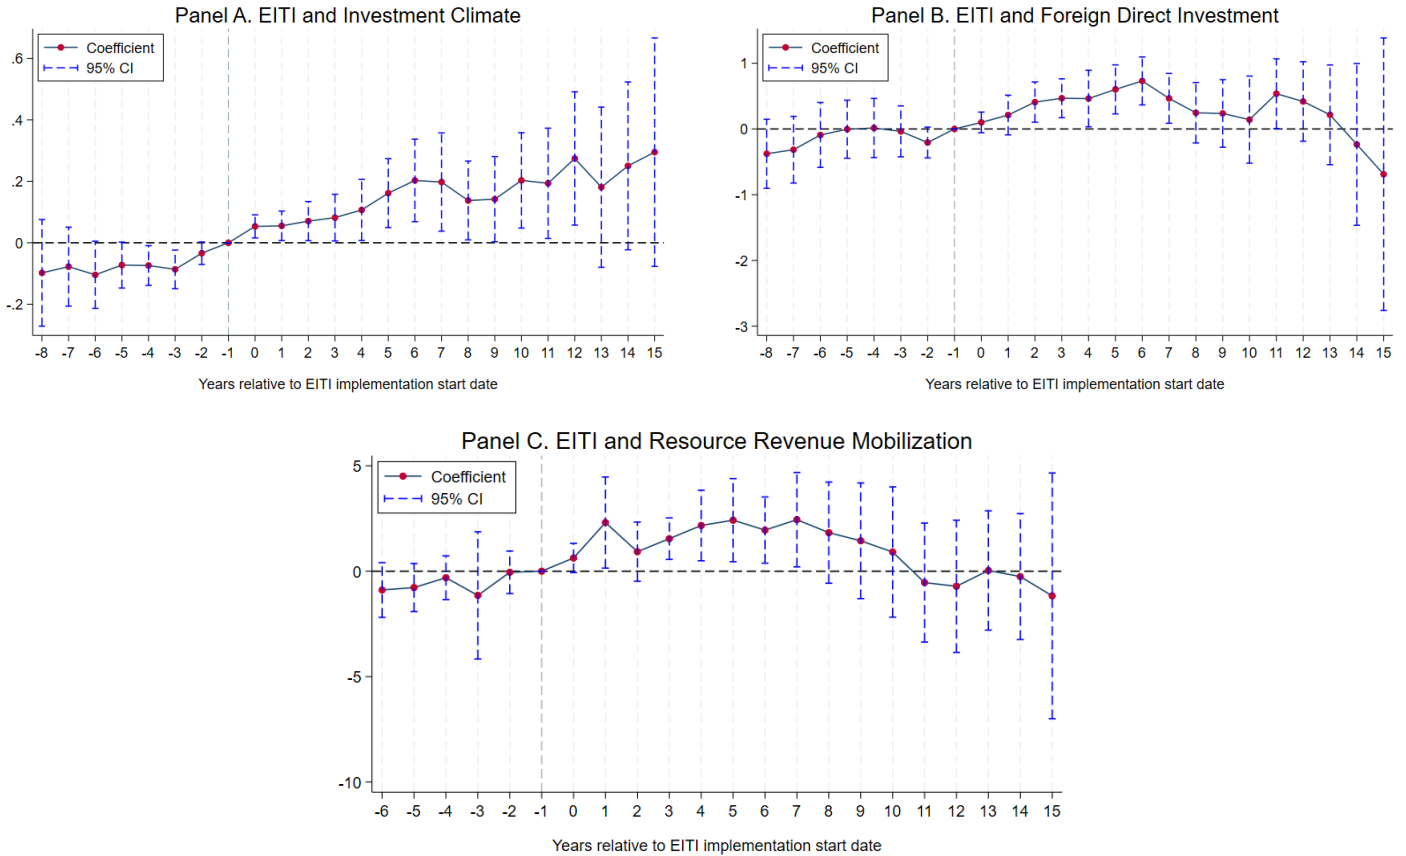 Panel A. EITI and Investment Climate
Coefficient
95% CI
.6
.4
.2
0
-.2
-8 -7 -6 -5 -4 -3 -2 -1 0 1 2 3 4 5 6 7 8 9 10 11 12 13 14 15
Years relative to EITI implementation start date
Panel B. EITI and Foreign Direct Investment
Coefficient
95% CI
1
0
-1
-2
-3
-8 -7 -6 -5 -4 -3 -2 -1 0 1 2 3 4 5 6 7 8 9 10 11 12 13 14 15
Years relative to EITI implementation start date
Panel C. EITI and Resource Revenue Mobilization
Coefficient
95% CI
5
0
-5
-10
-6 -5 -4 -3 -2 -1 0 1 2 3 4 5 6 7 8 9 10 11 12 13 14 15
Years relative to EITI implementation start date